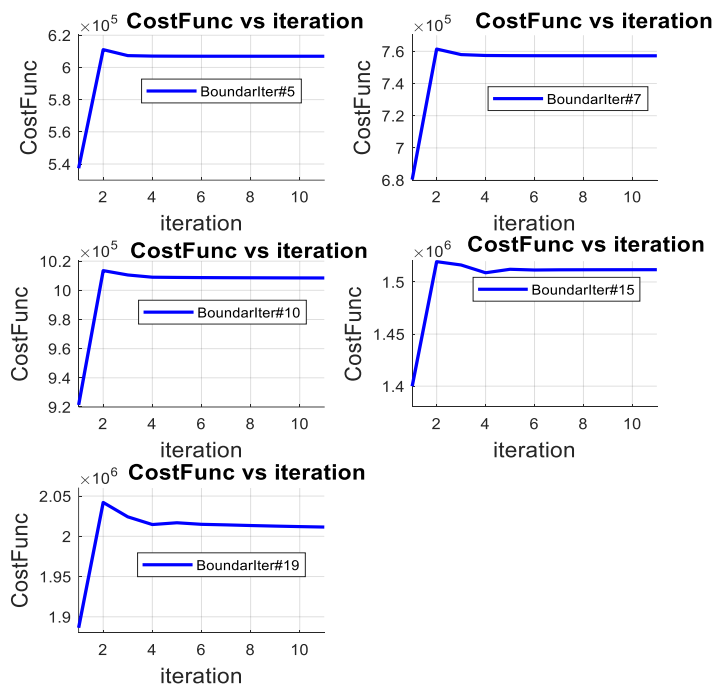 CostFunc vs iteration
×10^5
6.2
6
5.8
5.6
5.4
CostFunc
BoundarIter#5
2 4 6 8 10
iteration
CostFunc vs iteration
×10^5
7.6
7.4
7.2
7
6.8
CostFunc
BoundarIter#7
2 4 6 8 10
iteration
CostFunc vs iteration
×10^5
10.2
10
9.8
9.6
9.4
9.2
CostFunc
BoundarIter#10
2 4 6 8 10
iteration
CostFunc vs iteration
×10^6
1.5
1.45
1.4
CostFunc
BoundarIter#15
2 4 6 8 10
iteration
CostFunc vs iteration
×10^6
2.05
2
1.95
1.9
CostFunc
BoundarIter#19
2 4 6 8 10
iteration